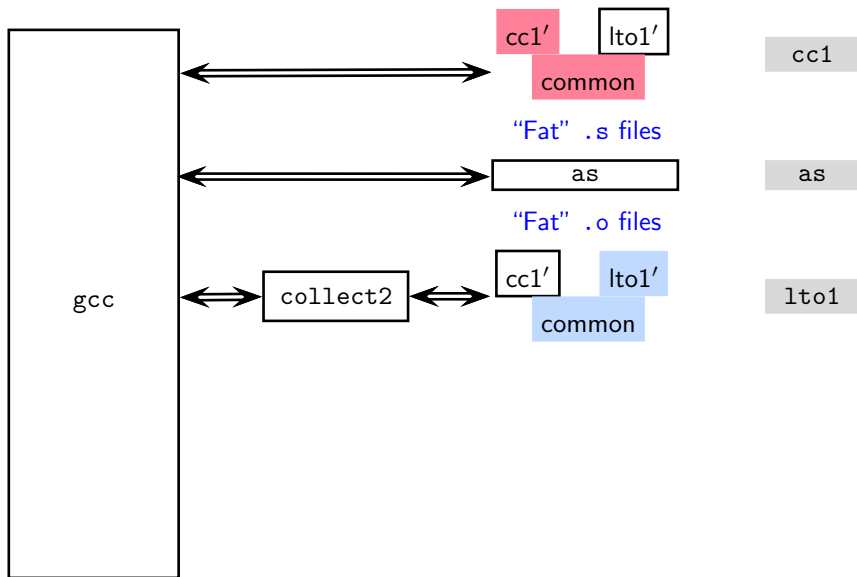 cc1′ lto1′
common
cc1
“Fat” .s files
as
as
“Fat” .o files
gcc
collect2
cc1′ lto1′
common
lto1